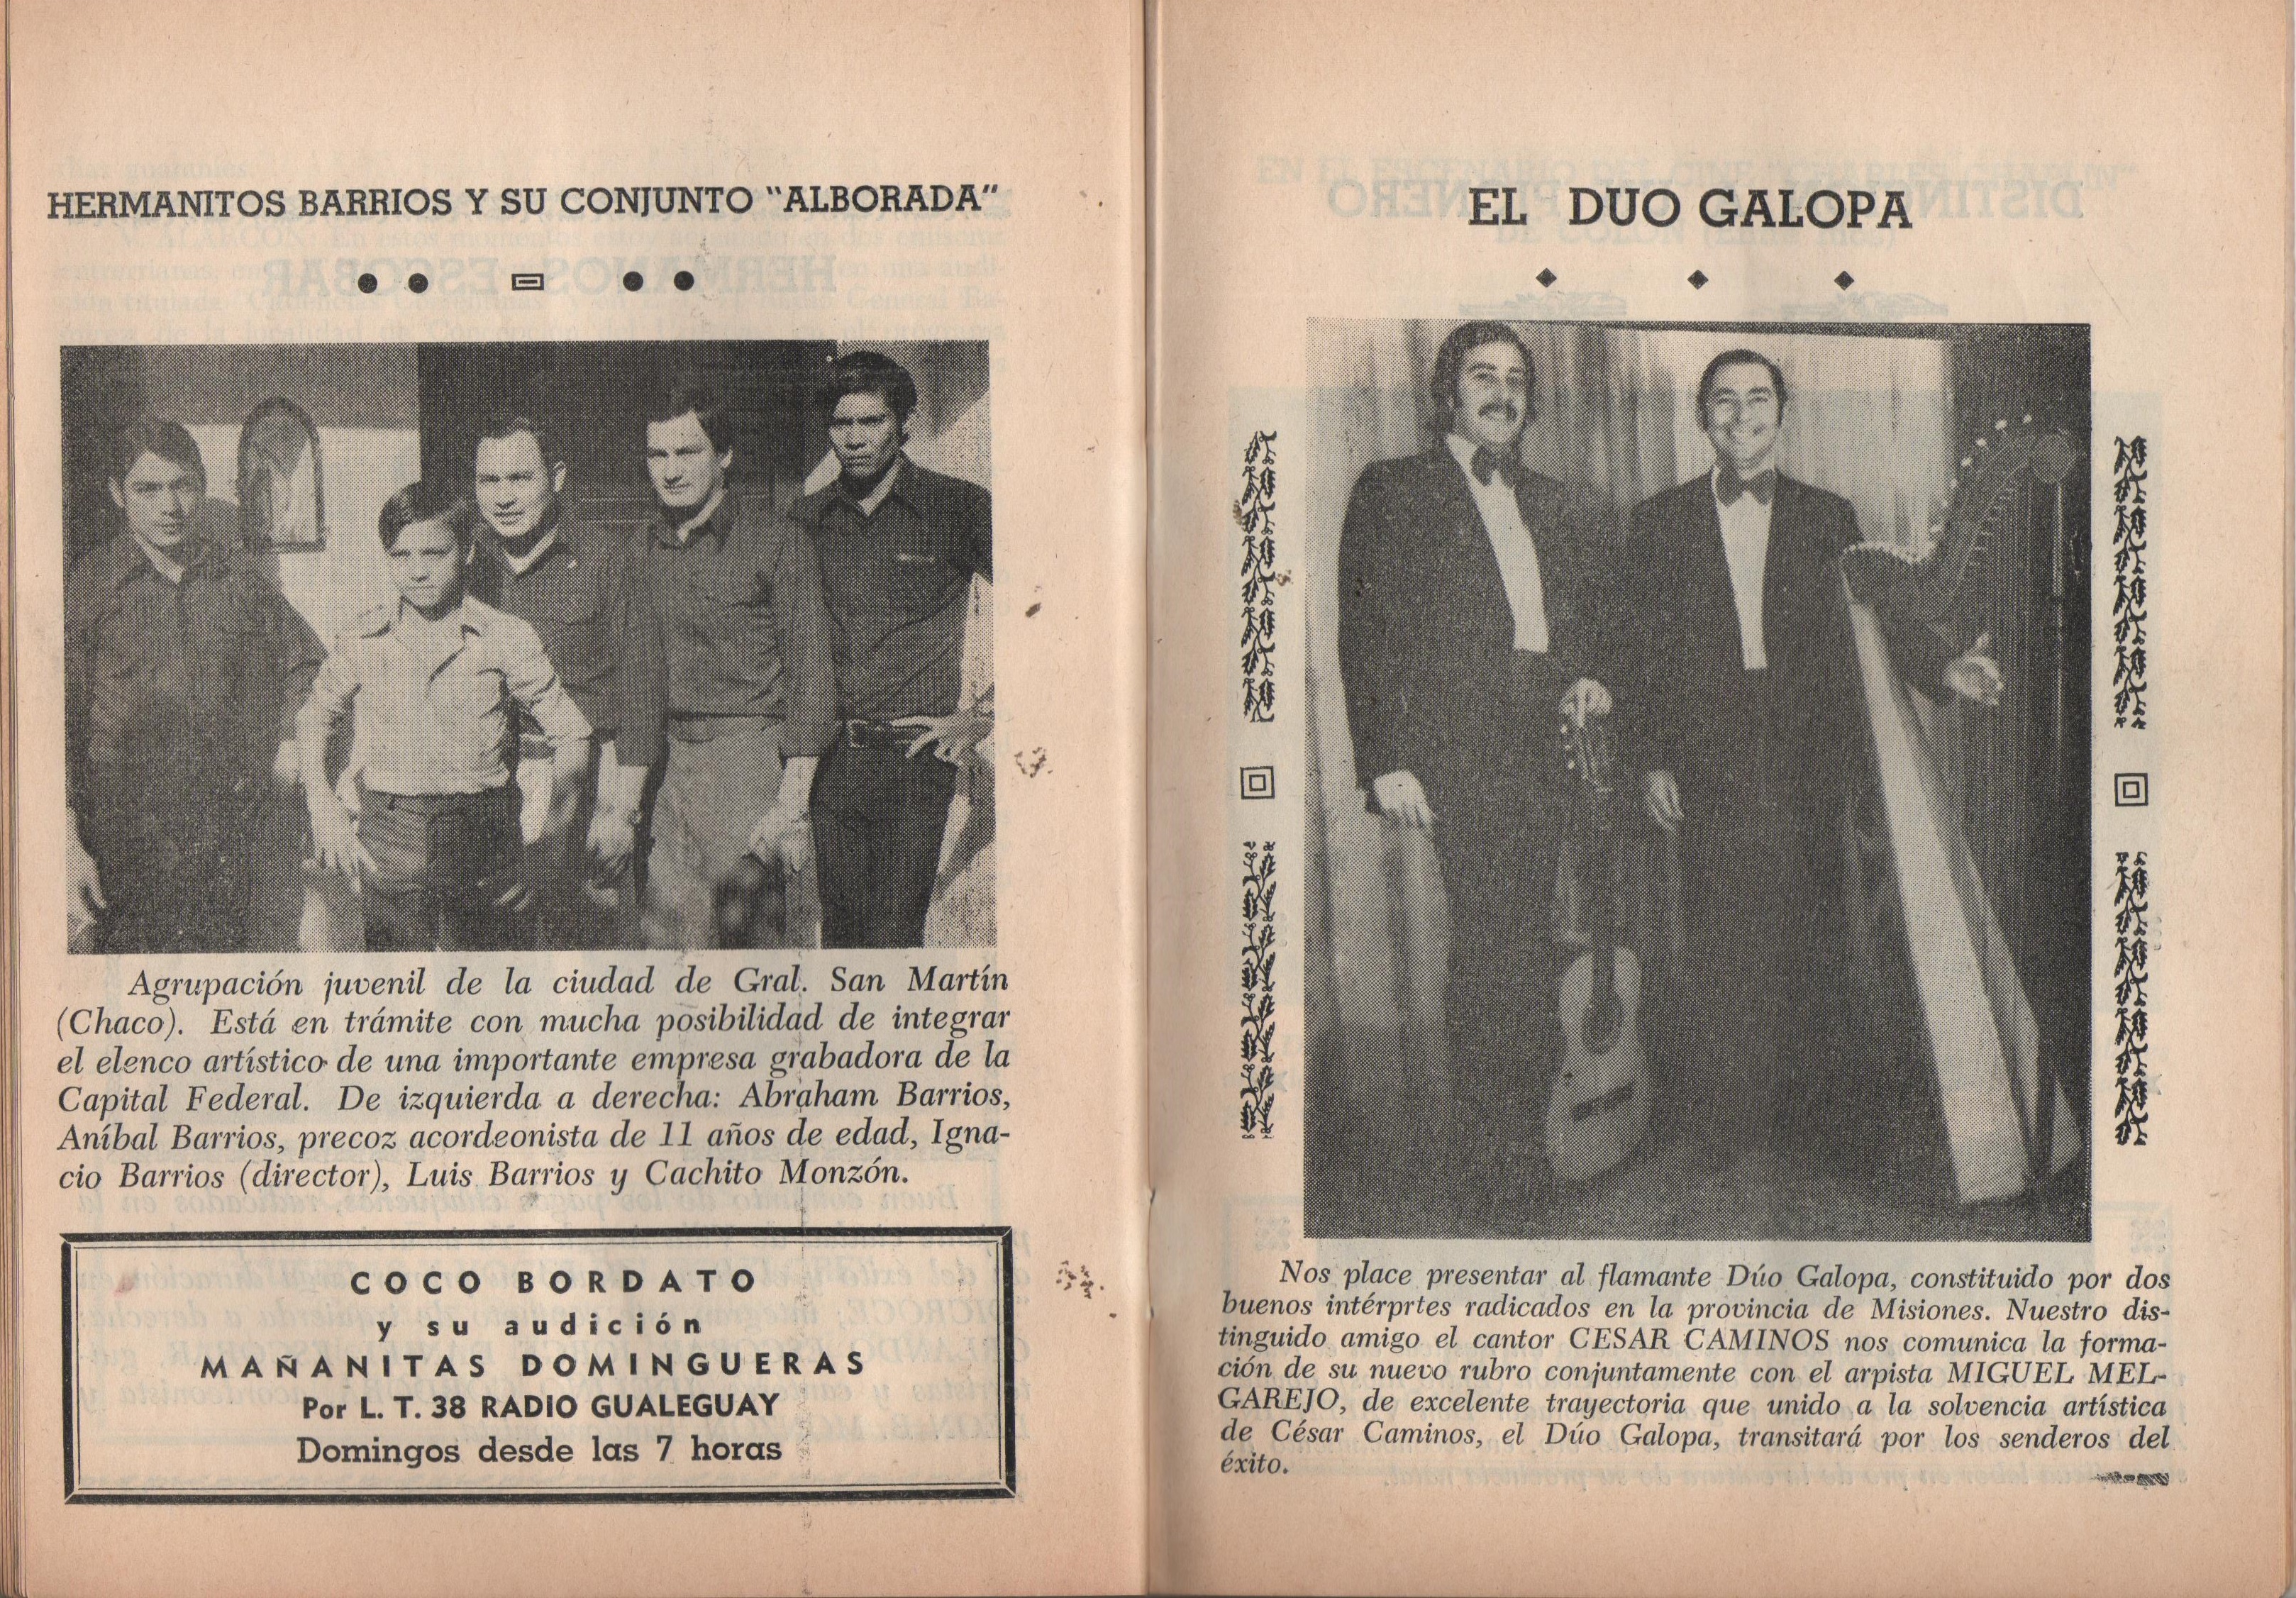 HERMANITOS BARRIOS Y SU CONJUNTO "ALBORADA"
Agrupación juvenil de la ciudad de Gral. San Martín
(Chaco). Está en trámite con mucha posibilidad de integrar
el elenco artístico de una importante empresa grabadora de la
Capital Federal. De izquierda a derecha: Abraham Barrios,
Aníbal Barrios, precoz acordeonista de 11 años de edad, Igna-
cio Barrios (director), Luis Barrios y Cachito Monzón.
COCO BORDATO
y su audición
MAÑANITAS DOMINGUERAS
Por L. T. 38 RADIO GUALEGUAY
Domingos desde las 7 horas
EL DUO GALOPA
Nos place presentar al flamante Dúo Galopa, constituido por dos
buenos intérprtes radicados en la provincia de Misiones. Nuestro dis-
tinguido amigo el cantor CESAR CAMINOS nos comunica la forma-
ción de su nuevo rubro conjuntamente con el arpista MIGUEL MEL-
GAREJO, de excelente trayectoria que unido a la solvencia artística
de César Caminos, el Dúo Galopa, transitará por los senderos del
éxito.